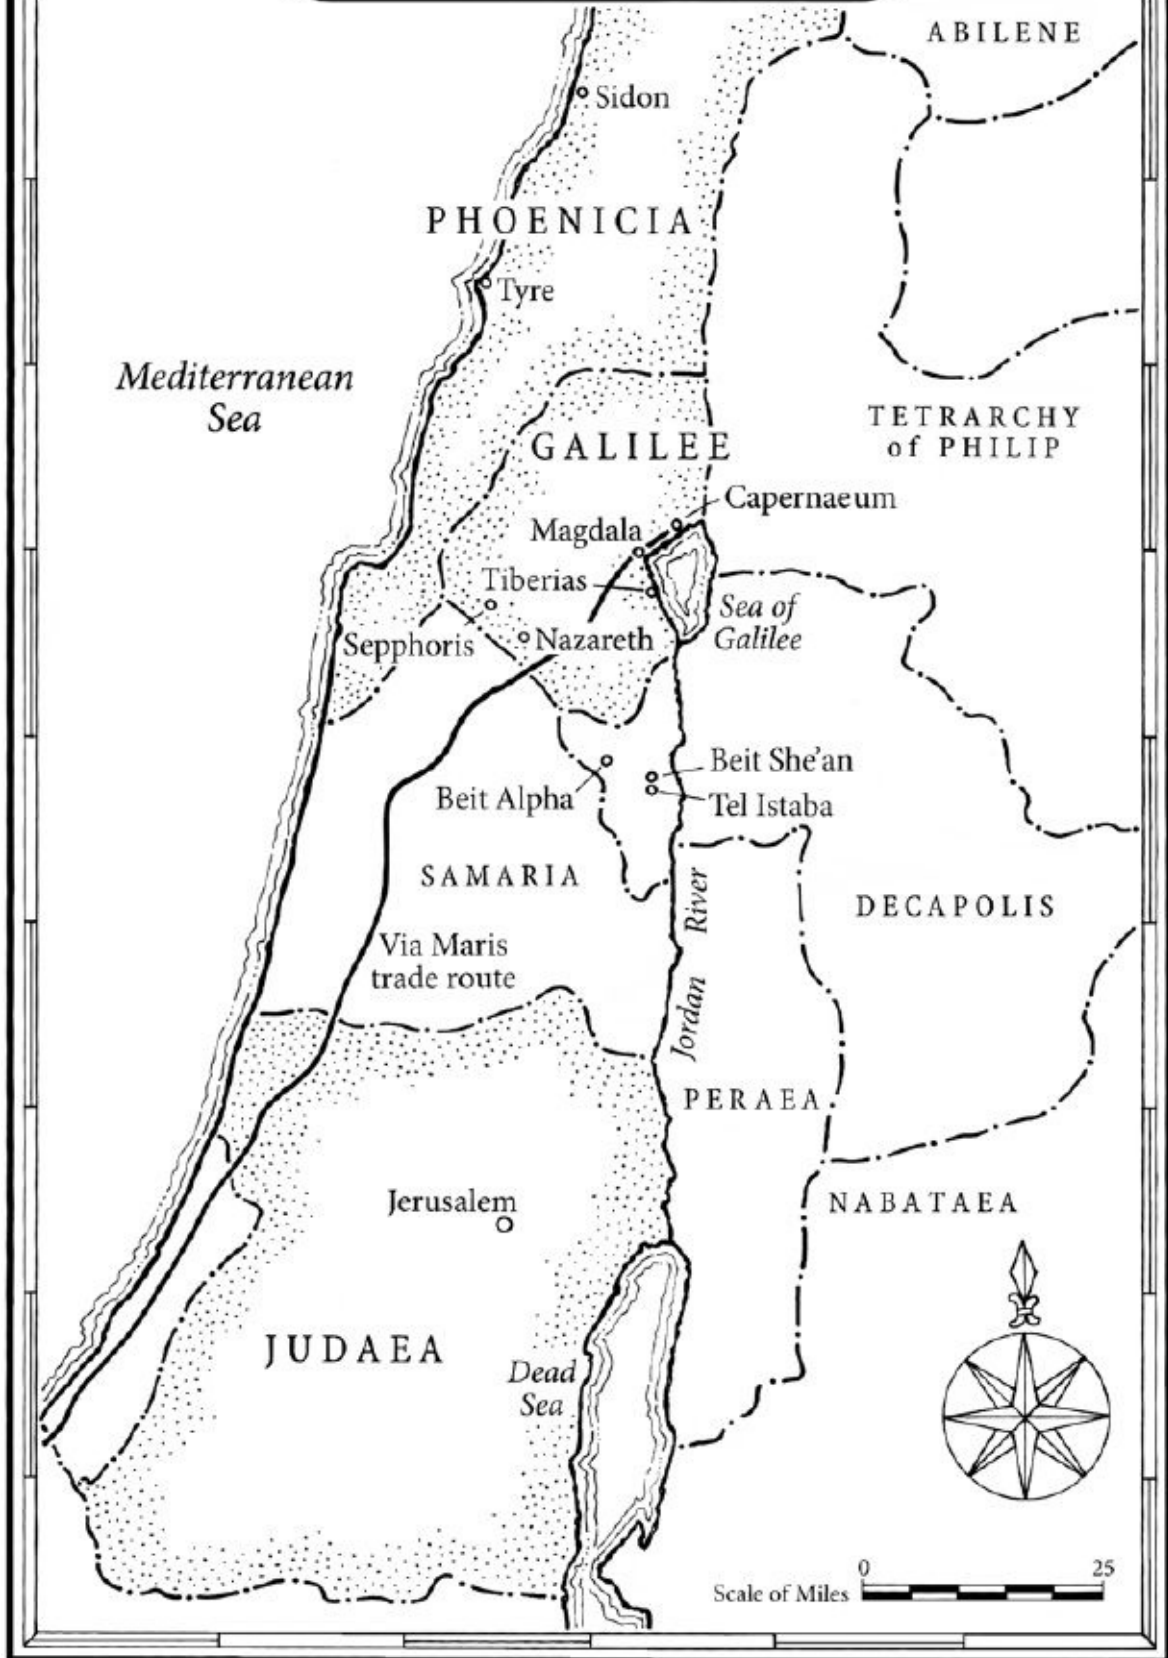 ABILENE
Sidon
PHOENICIA
Tyre
Mediterranean
Sea
TETRARCHY
of PHILIP
GALILEE
Capernaeum
Magdala
Tiberias
Sea of
Galilee
Sepphoris
Nazareth
Beit She'an
Beit Alpha
Tel Istaba
SAMARIA
River
DECAPOLIS
Via Maris
trade route
Jordan
PERAEA
Jerusalem
NABATAEA
JUDAEA
Dead
Sea
0 25
Scale of Miles